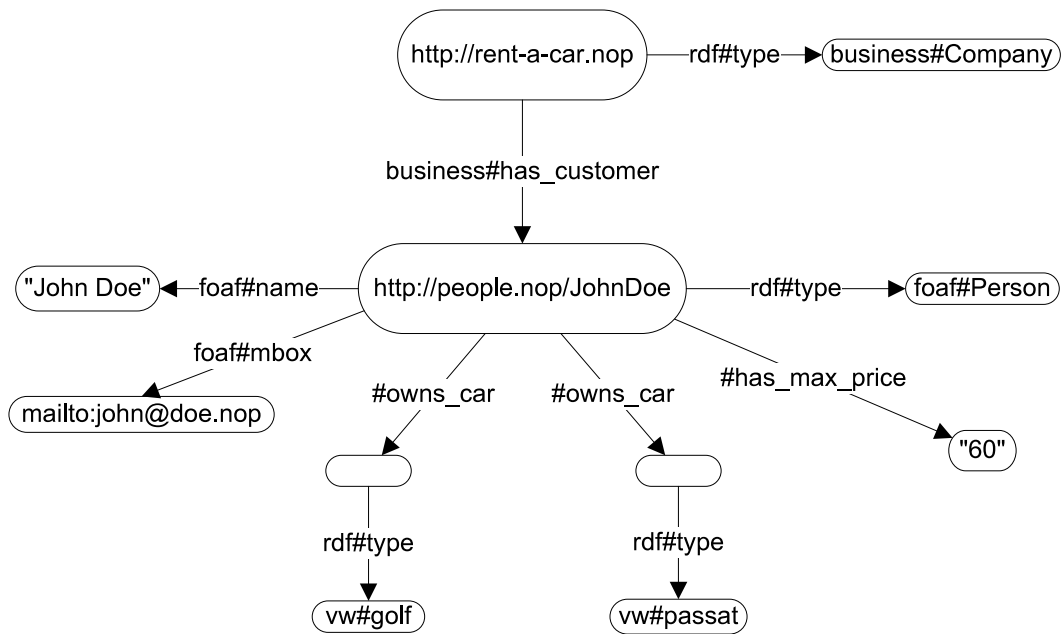 http://rent-a-car.nop
rdf#type
business#Company
business#has_customer
"John Doe"
foaf#name
http://people.nop/JohnDoe
rdf#type
foaf#Person
foaf#mbox
#owns_car
#owns_car
#has_max_price
mailto:john@doe.nop
"60"
rdf#type
rdf#type
vw#golf
vw#passat